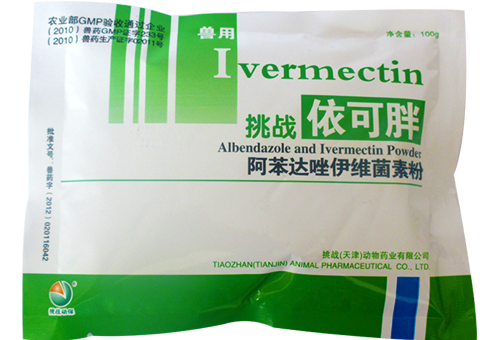 农业部GMP验收通过企业
(2010) 兽药GMP证字233号
(2010) 兽药生产证字02011号
兽用
净含量：100g
Ivermectin
挑战 依可胖
Albendazole and Ivermectin Powder
阿苯达唑伊维菌素粉
批准文号：兽药字 (2012) 020116042
挑战(天津)动物药业有限公司
TIAOZHAN(TIANJIN) ANIMAL PHARMACEUTICAL CO., LTD.